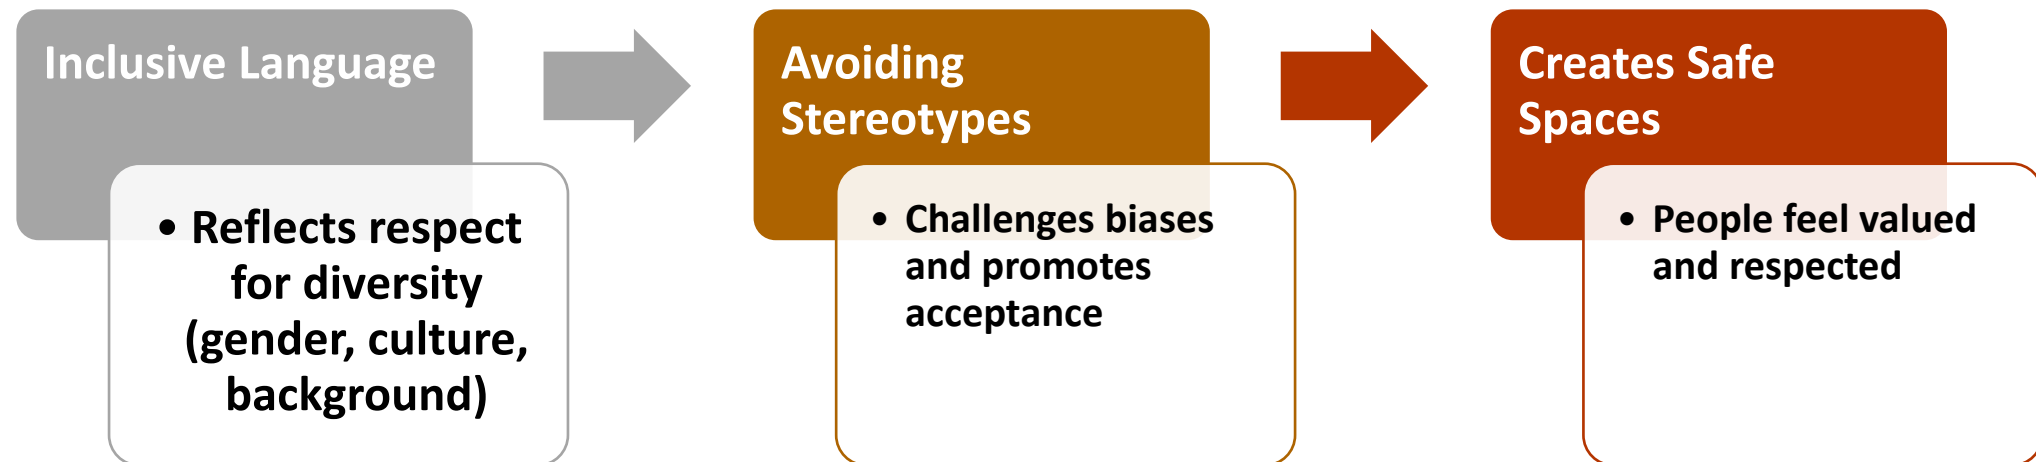 Inclusive Language
• Reflects respect
for diversity
(gender, culture,
background)
Avoiding
Stereotypes
• Challenges biases
and promotes
acceptance
Creates Safe
Spaces
• People feel valued
and respected